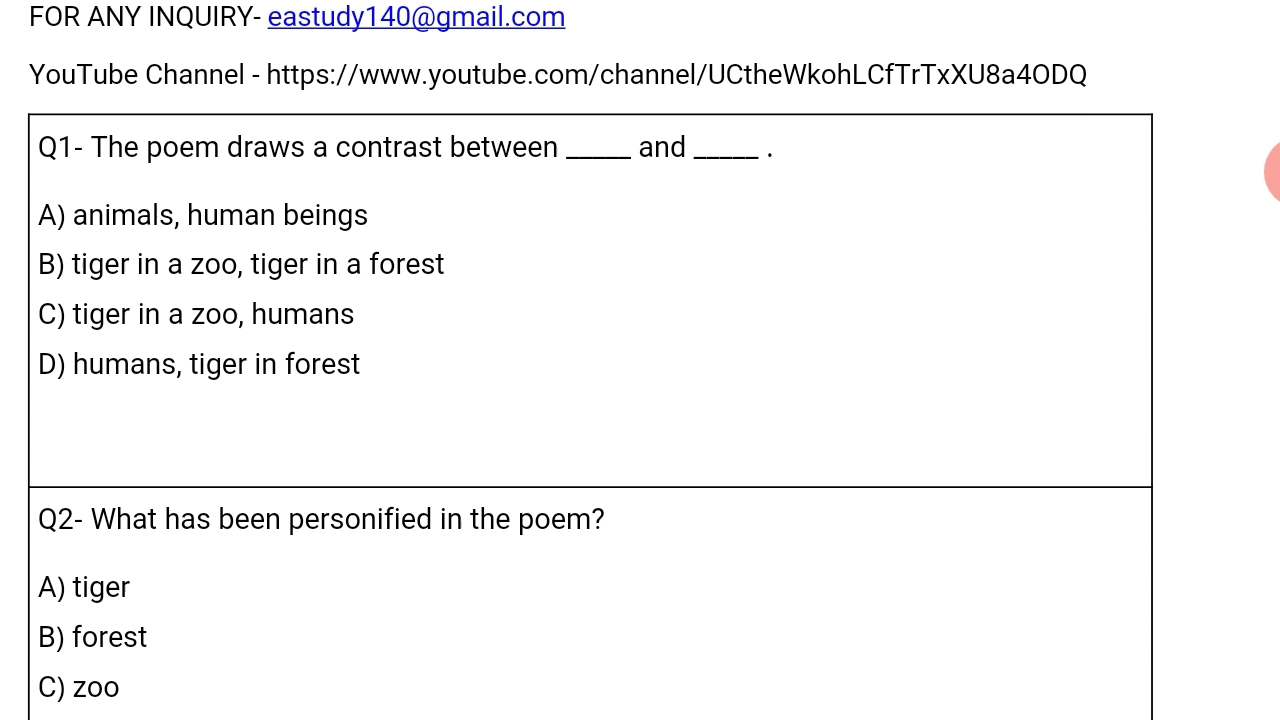 FOR ANY INQUIRY- eastudy140@gmail.com
YouTube Channel - https://www.youtube.com/channel/UCtheWkohLCfTrTxXU8a4ODQ
Q1- The poem draws a contrast between _____ and _____ .
A) animals, human beings
B) tiger in a zoo, tiger in a forest
C) tiger in a zoo, humans
D) humans, tiger in forest
Q2- What has been personified in the poem?
A) tiger
B) forest
C) zoo